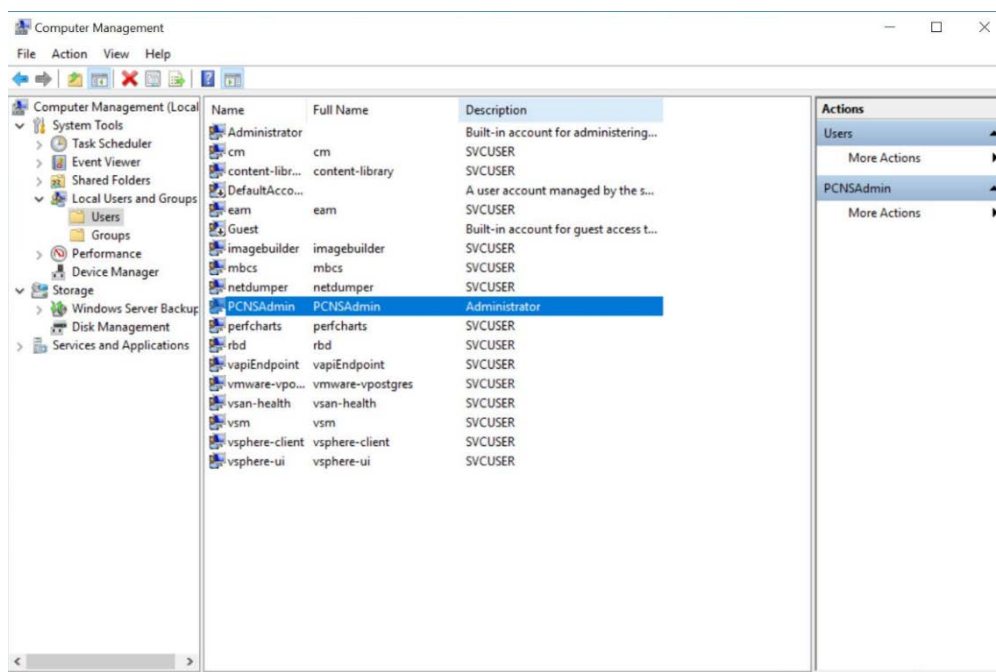 Computer Management
File Action View Help
Computer Management (Local
System Tools
Task Scheduler
Event Viewer
Shared Folders
Local Users and Groups
Users
Groups
Performance
Device Manager
Storage
Windows Server Backup
Disk Management
Services and Applications
Name Full Name Description
Administrator Built-in account for administering...
cm cm SVCUSER
content-libr... content-library SVCUSER
DefaultAcco... A user account managed by the s...
eam eam SVCUSER
Guest Built-in account for guest access t...
imagebuilder imagebuilder SVCUSER
mbcs mbcs SVCUSER
netdumper netdumper SVCUSER
PCNSAdmin PCNSAdmin Administrator
perfcharts perfcharts SVCUSER
rbd rbd SVCUSER
vapiEndpoint vapiEndpoint SVCUSER
vmware-vpo... vmware-vpostgres SVCUSER
vsan-health vsan-health SVCUSER
vsm vsm SVCUSER
vsphere-client vsphere-client SVCUSER
vsphere-ui vsphere-ui SVCUSER
Actions
Users
More Actions
PCNSAdmin
More Actions